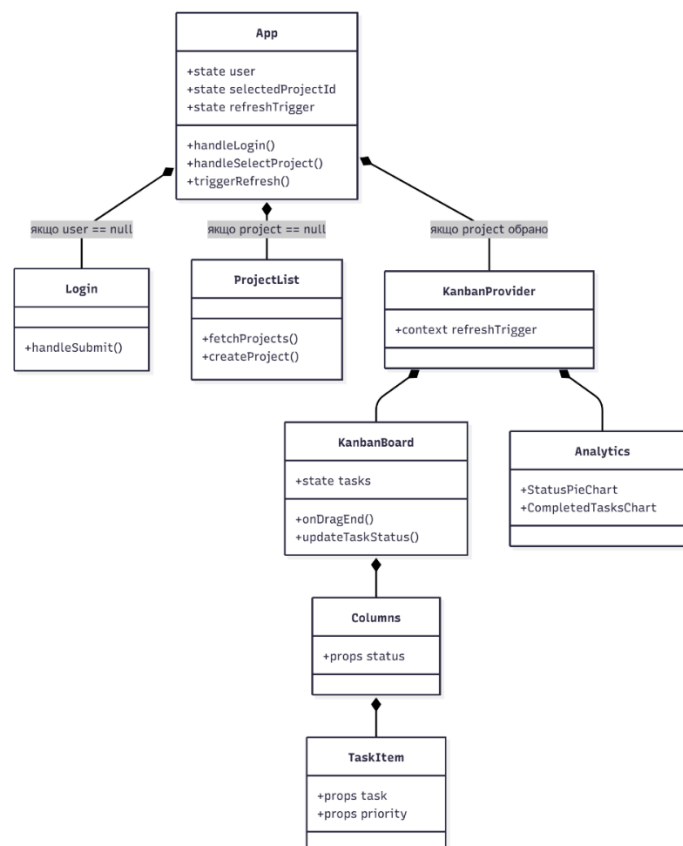 App
+state user
+state selectedProjectId
+state refreshTrigger
+handleLogin()
+handleSelectProject()
+triggerRefresh()
якщо user == null
якщо project == null
якщо project обрано
Login
+handleSubmit()
ProjectList
+fetchProjects()
+createProject()
KanbanProvider
+context refreshTrigger
KanbanBoard
+state tasks
+onDragEnd()
+updateTaskStatus()
Analytics
+StatusPieChart
+CompletedTasksChart
Columns
+props status
TaskItem
+props task
+props priority